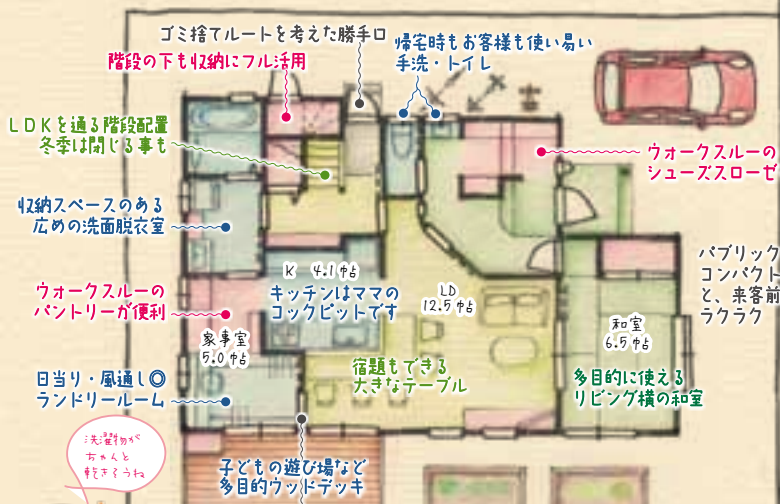 ゴミ捨てルートを考えた勝手口
階段の下も収納にフル活用
帰宅時もお客様も使い易い
手洗・トイレ
LDKを通る階段配置
冬季は閉じる事も
ウォークスルーの
シューズスローゼ
収納スペースのある
広めの洗面脱衣室
パブリック
コンパクト
と、来客前
ラクラク
K 4.1帖
キッチンはママの
コックピットです
LD
12.5帖
ウォークスルーの
パントリーが便利
家事室
5.0帖
和室
6.5帖
宿題もできる
大きなテーブル
多目的に使える
リビング横の和室
日当り・風通し◎
ランドリールーム
洗濯物が
ちゃんと
乾きそうね
子どもの遊び場など
多目的ウッドデッキ